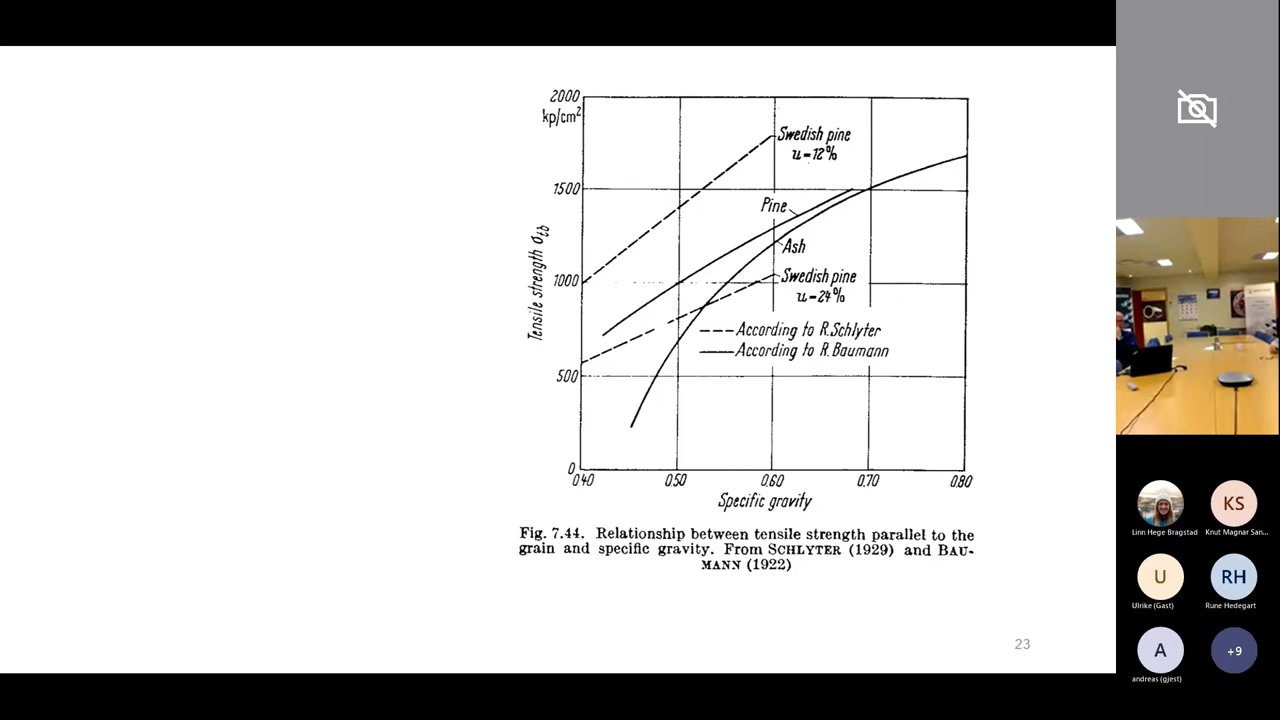 2000
kp/cm²
1500
1000
500
0
Tensile strength σtb
Swedish pine
u=12%
Pine
Ash
Swedish pine
u=24%
According to R. Schlyter
According to R. Baumann
0,40 0,50 0,60 0,70 0,80
Specific gravity
Fig. 7.44. Relationship between tensile strength parallel to the
grain and specific gravity. From SCHLYTER (1929) and BAU-
MANN (1922)
23
KS
Linn Hege Bragstad
Knut Magnar San...
U
RH
Ulrike (Gast)
Rune Hedegart
A
+9
andreas (gjest)